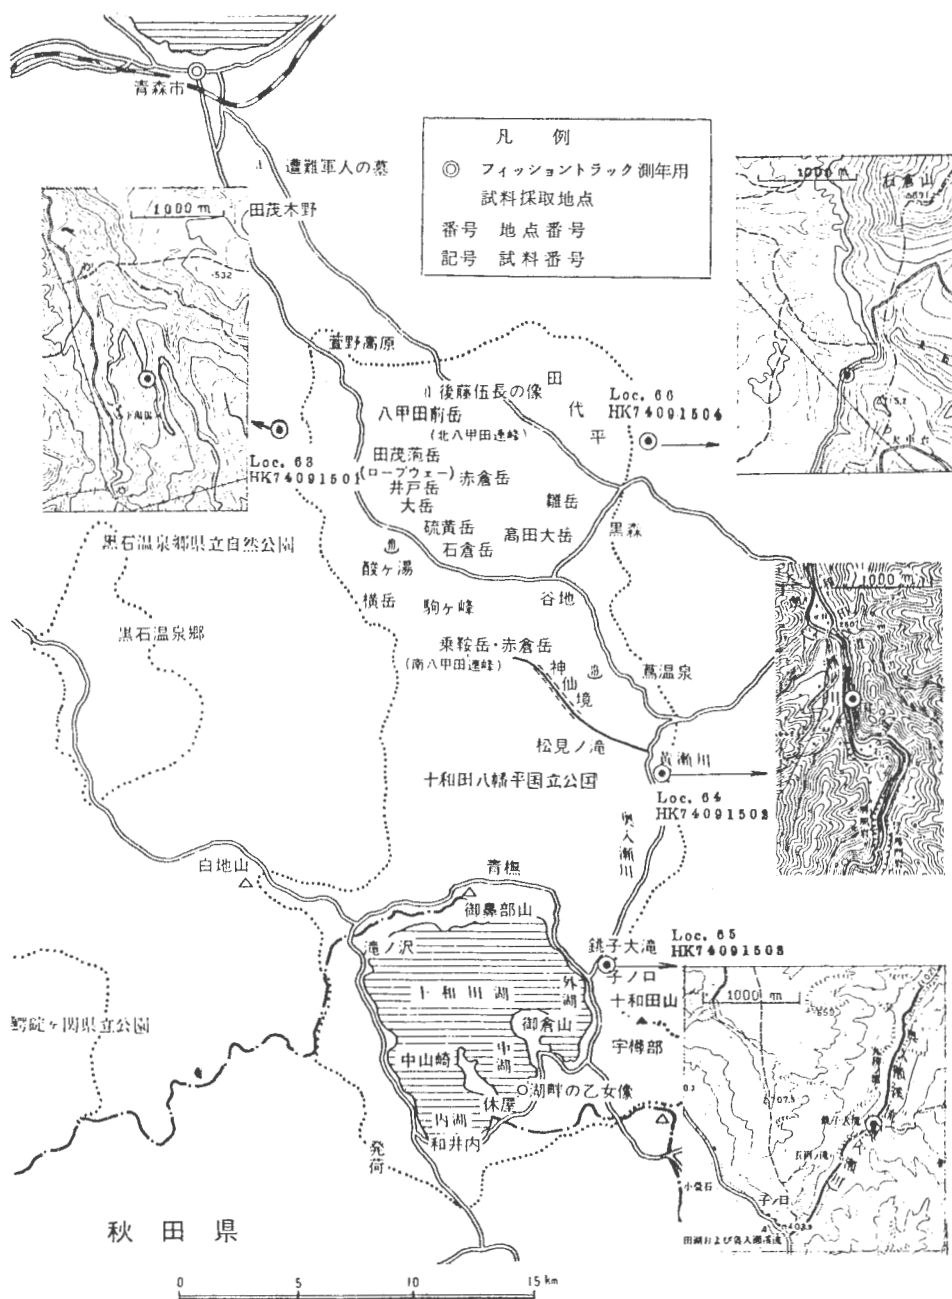 青森市
遭難軍人の墓
田茂木野
凡 例
フィッショントラック測年用
試料採取地点
番号 地点番号
記号 試料番号
1000 m
1000 m
石倉山
532
萱野高原
後藤伍長の像
田代平
八甲田前岳
(北八甲田連峰)
Loc. 66
HK74091504
田茂萢岳
(ロープウェー)
赤倉岳
井戸岳
大岳
Loc. 63
HK74091501
雛岳
硫黄岳
高田大岳
黒森
石倉岳
黒石温泉郷県立自然公園
酸ヶ湯
横岳
駒ヶ峰
谷地
1000 m
黒石温泉郷
乗鞍岳・赤倉岳
(南八甲田連峰)
神仙境
蔦温泉
松見ノ滝
黄瀬川
十和田八幡平国立公園
Loc. 64
HK74091502
奥入瀬川
白地山
青橅
御鼻部山
滝ノ沢
銚子大滝
Loc. 65
HK74091503
子ノ口
十和田湖
外湖
十和田山
1000 m
御倉山
宇樽部
中山崎
中湖
湖畔の乙女像
休屋
内湖
和井内
発荷
子ノ口
秋田県
0 5 10 15 km